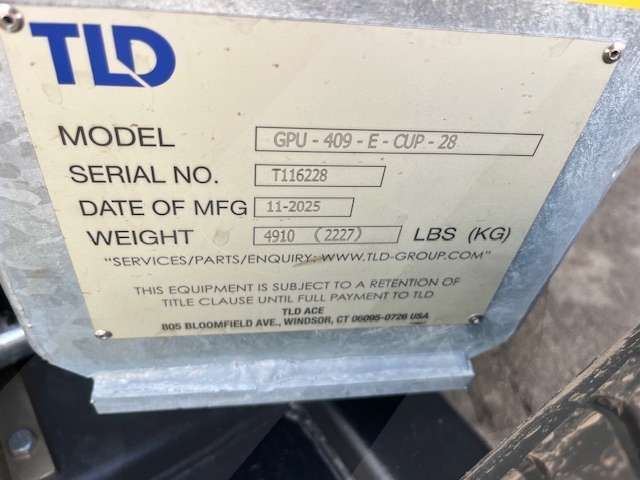 TLD
MODEL GPU - 409 - E - CUP - 28
SERIAL NO. T116228
DATE OF MFG 11-2025
WEIGHT 4910 (2227) LBS (KG)
"SERVICES/PARTS/ENQUIRY: WWW.TLD-GROUP.COM"
THIS EQUIPMENT IS SUBJECT TO A RETENTION OF
TITLE CLAUSE UNTIL FULL PAYMENT TO TLD
TLD ACE
805 BLOOMFIELD AVE., WINDSOR, CT 06095-0726 USA